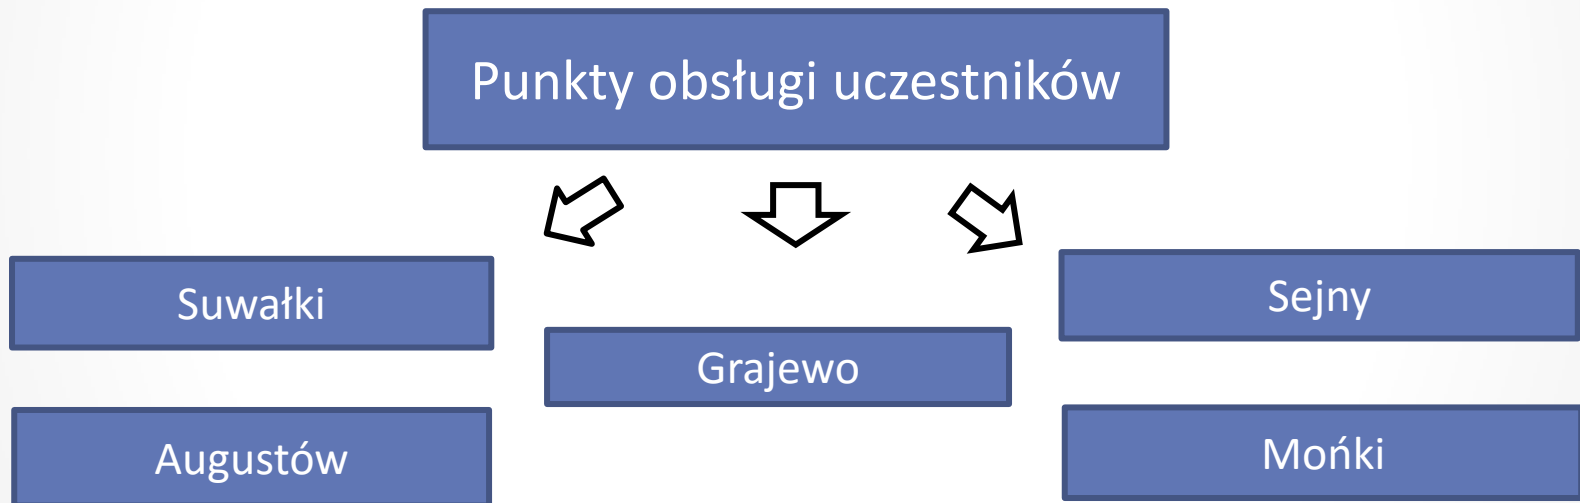 Punkty obsługi uczestników
Suwałki
Sejny
Grajewo
Augustów
Mońki